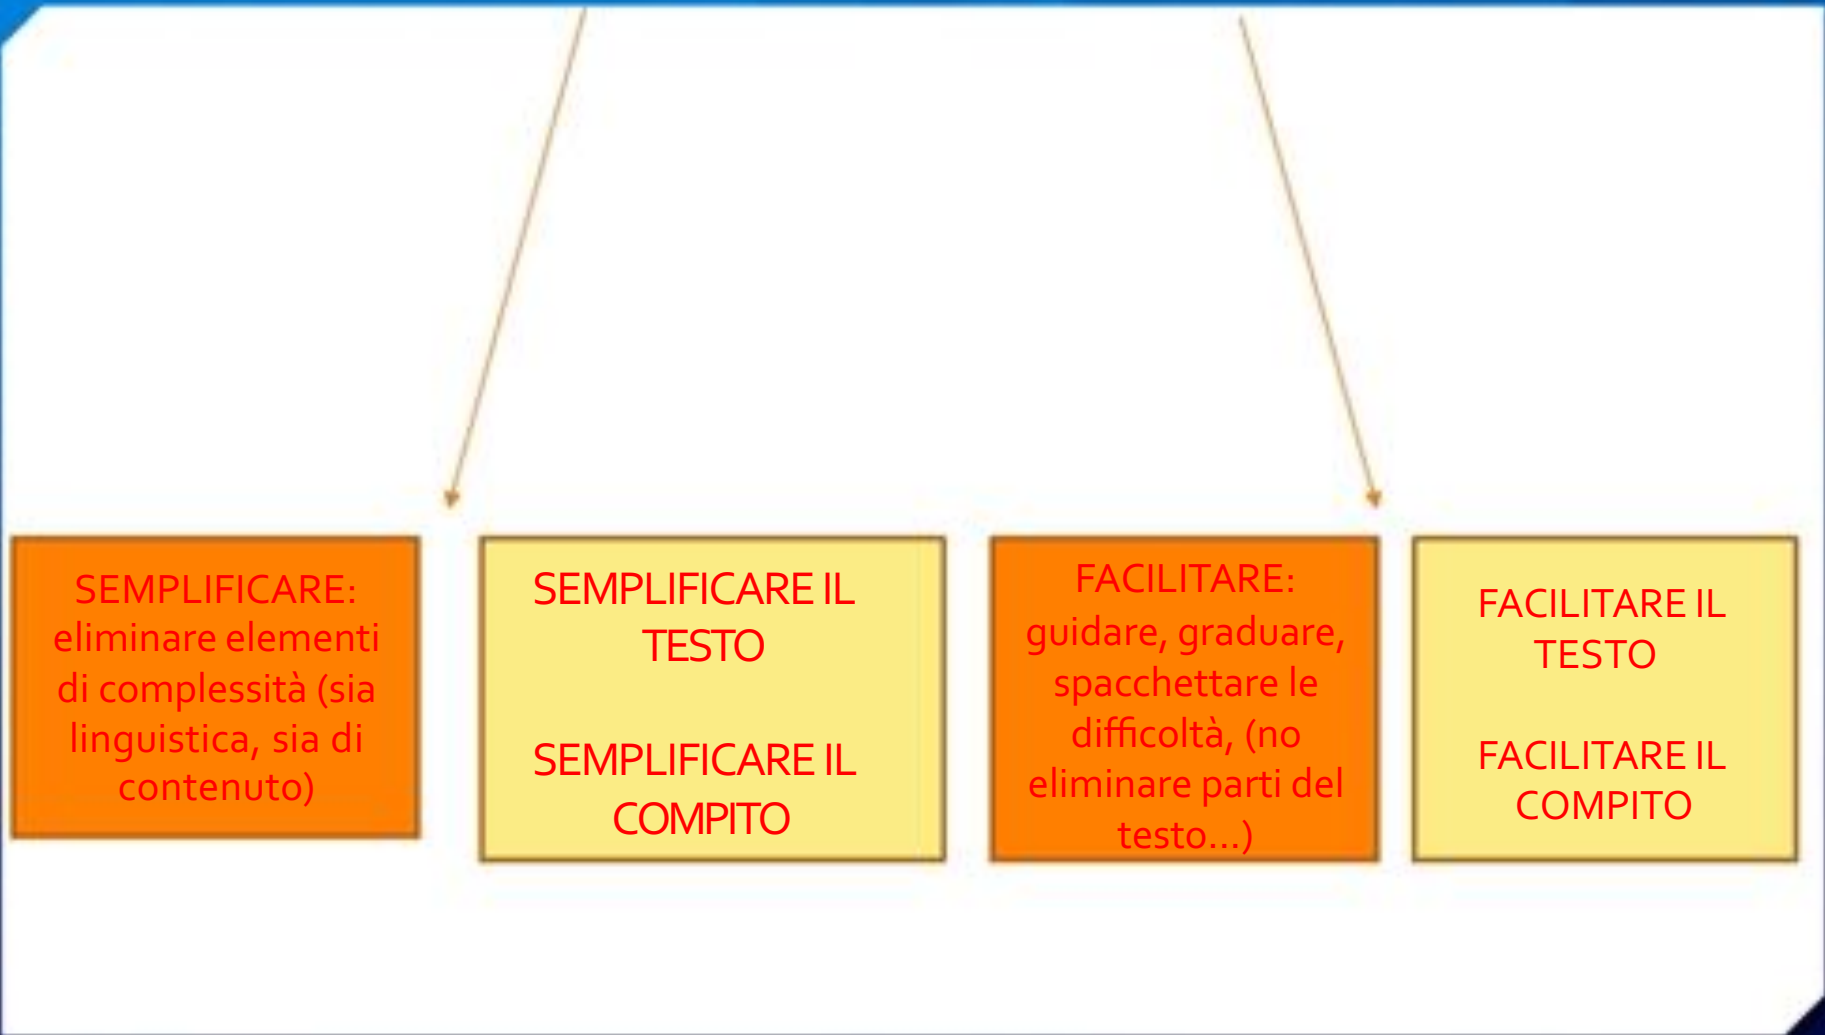 SEMPLIFICARE:
eliminare elementi
di complessità (sia
linguistica, sia di
contenuto)
SEMPLIFICARE IL
TESTO
SEMPLIFICARE IL
COMPITO
FACILITARE:
guidare, graduare,
spacchettare le
difficoltà, (no
eliminare parti del
testo...)
FACILITARE IL
TESTO
FACILITARE IL
COMPITO